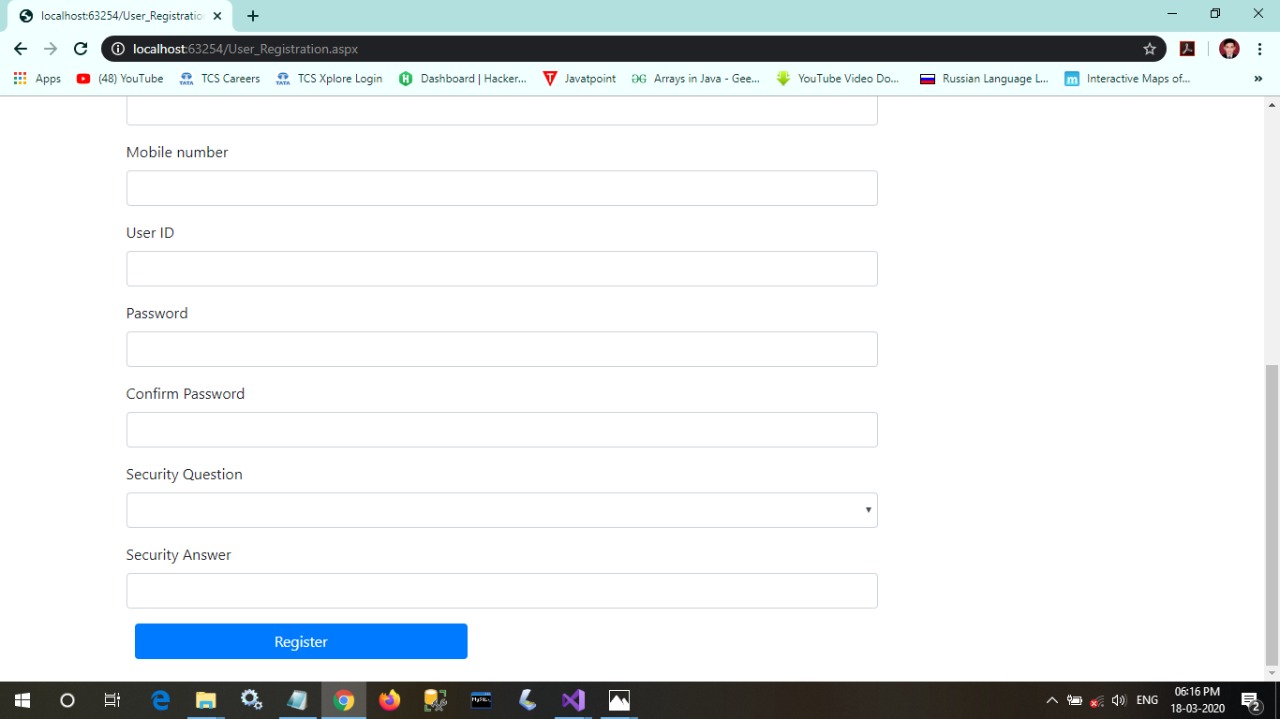 localhost:63254/User_Registratio
localhost:63254/User_Registration.aspx
Apps (48) YouTube TCS Careers TCS Xplore Login Dashboard | Hacker... Javatpoint Arrays in Java - Gee... YouTube Video Do... Russian Language L... Interactive Maps of... »
Mobile number
User ID
Password
Confirm Password
Security Question
Security Answer
Register
ENG
06:16 PM
18-03-2020
2